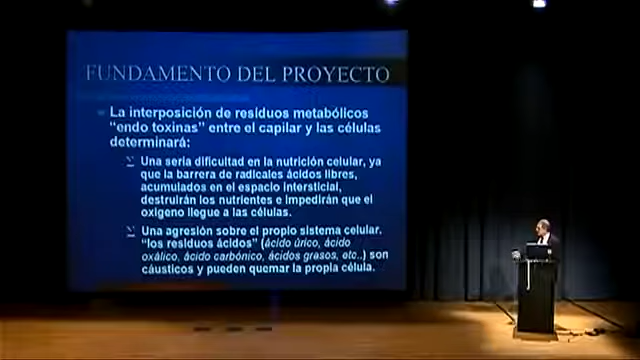 FUNDAMENTO DEL PROYECTO
La interposición de residuos metabólicos
"endo toxinas" entre el capilar y las células
determinará:
Una seria dificultad en la nutrición celular, ya
que la barrera de radicales ácidos libres,
acumulados en el espacio intersticial,
destruirán los nutrientes e impedirán que el
oxigeno llegue a las células.
Una agresión sobre el propio sistema celular.
"los residuos ácidos" (ácido úrico, ácido
oxálico, ácido carbónico, ácidos grasos, etc..) son
cáusticos y pueden quemar la propia célula.